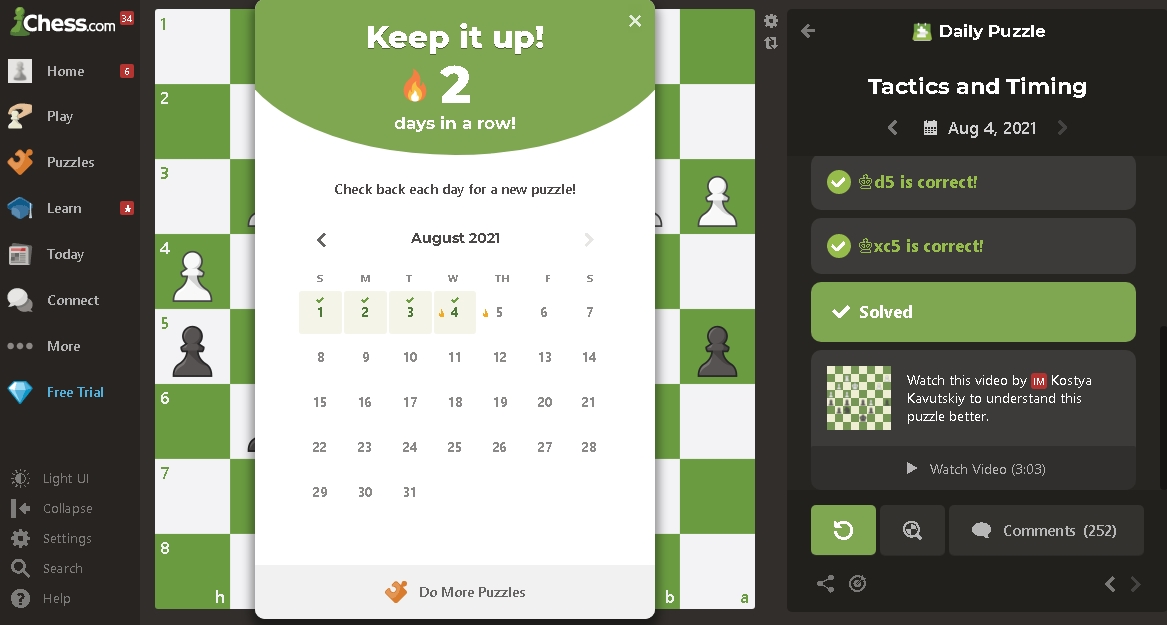 Chess.com
34
Home
6
Play
Puzzles
Learn
Today
Connect
More
Free Trial
Light UI
Collapse
Settings
Search
Help
1
2
3
4
5
6
7
8
h
b
a
Keep it up!
2
days in a row!
Check back each day for a new puzzle!
August 2021
S M T W TH F S
1 2 3 4 5 6 7
8 9 10 11 12 13 14
15 16 17 18 19 20 21
22 23 24 25 26 27 28
29 30 31
Do More Puzzles
Daily Puzzle
Tactics and Timing
Aug 4, 2021
♔d5 is correct!
♔xc5 is correct!
Solved
Watch this video by IM Kostya
Kavutskiy to understand this
puzzle better.
Watch Video (3:03)
Comments (252)